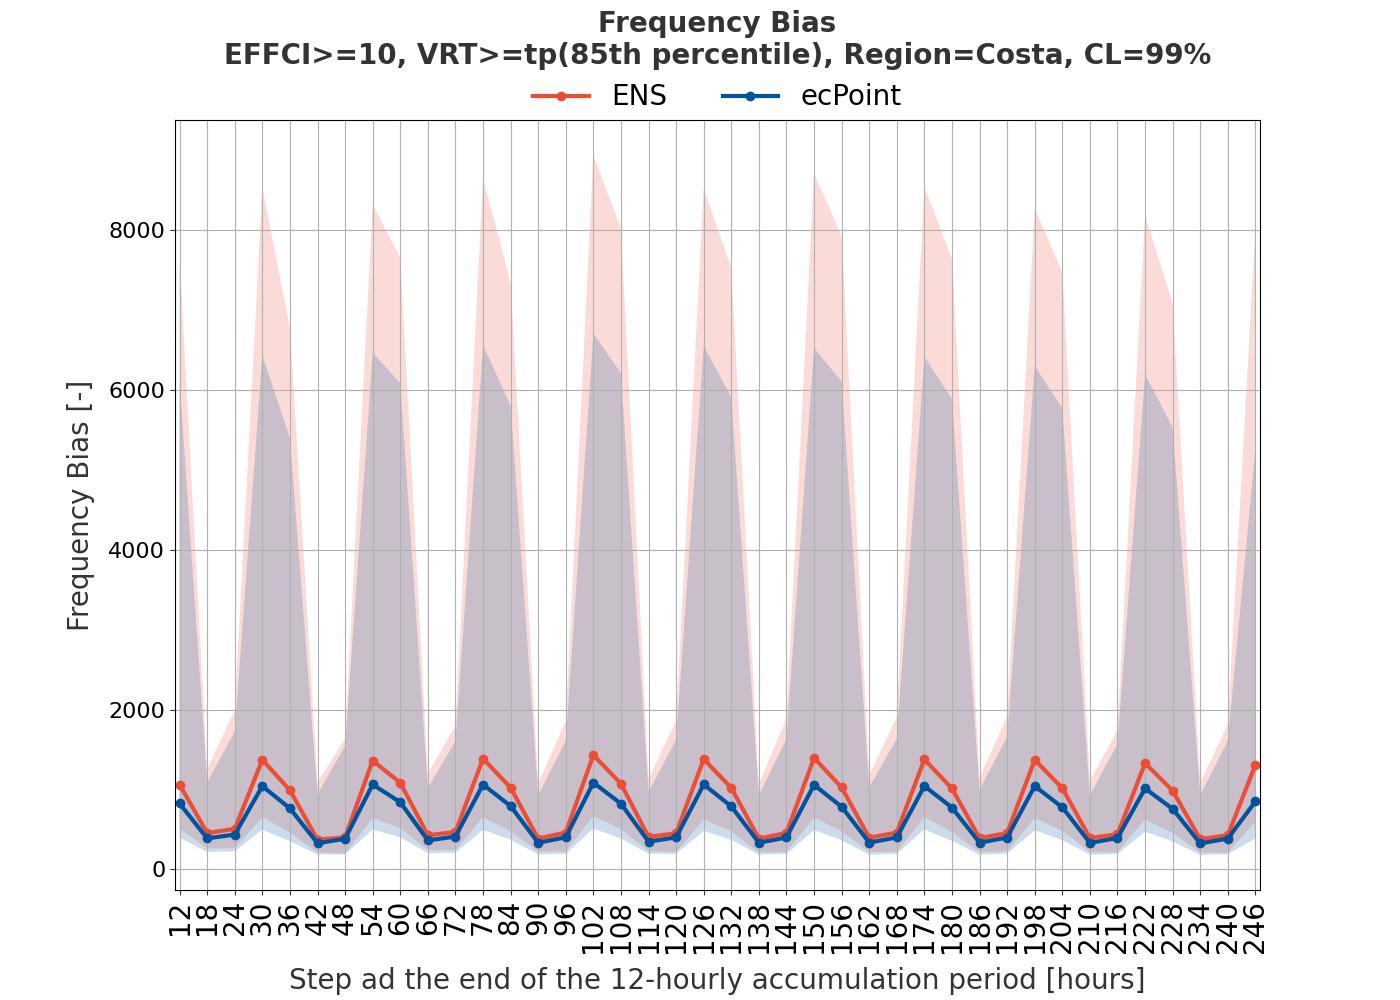 Frequency Bias
EFFCI>=10, VRT>=tp(85th percentile), Region=Costa, CL=99%
ENS ecPoint
Frequency Bias [-]
8000
6000
4000
2000
0
12 18 24 30 36 42 48 54 60 66 72 78 84 90 96 102 108 114 120 126 132 138 144 150 156 162 168 174 180 186 192 198 204 210 216 222 228 234 240 246
Step ad the end of the 12-hourly accumulation period [hours]